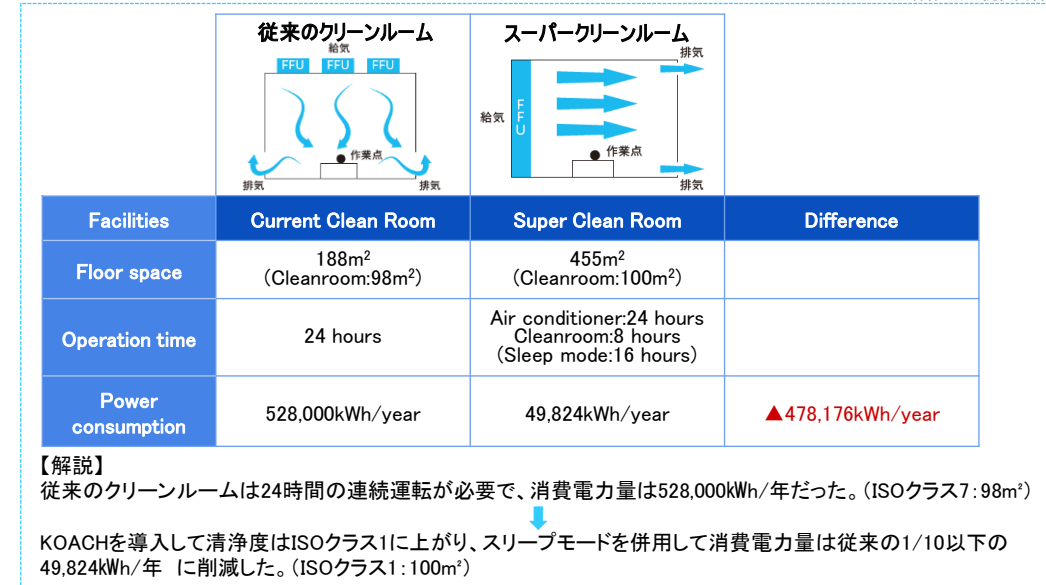 従来のクリーンルーム
給気
FFU FFU FFU
作業点
排気 排気
スーパークリーンルーム
排気
給気
FFU
作業点
排気
Facilities Current Clean Room Super Clean Room Difference
Floor space
188m²
(Cleanroom:98m²)
455m²
(Cleanroom:100m²)
Operation time
24 hours
Air conditioner:24 hours
Cleanroom:8 hours
(Sleep mode:16 hours)
Power
consumption
528,000kWh/year
49,824kWh/year
▲478,176kWh/year
【解説】
従来のクリーンルームは24時間の連続運転が必要で、消費電力量は528,000kWh/年だった。(ISOクラス7:98m²)
KOACHを導入して清浄度はISOクラス1に上がり、スリープモードを併用して消費電力量は従来の1/10以下の
49,824kWh/年 に削減した。(ISOクラス1:100m²)